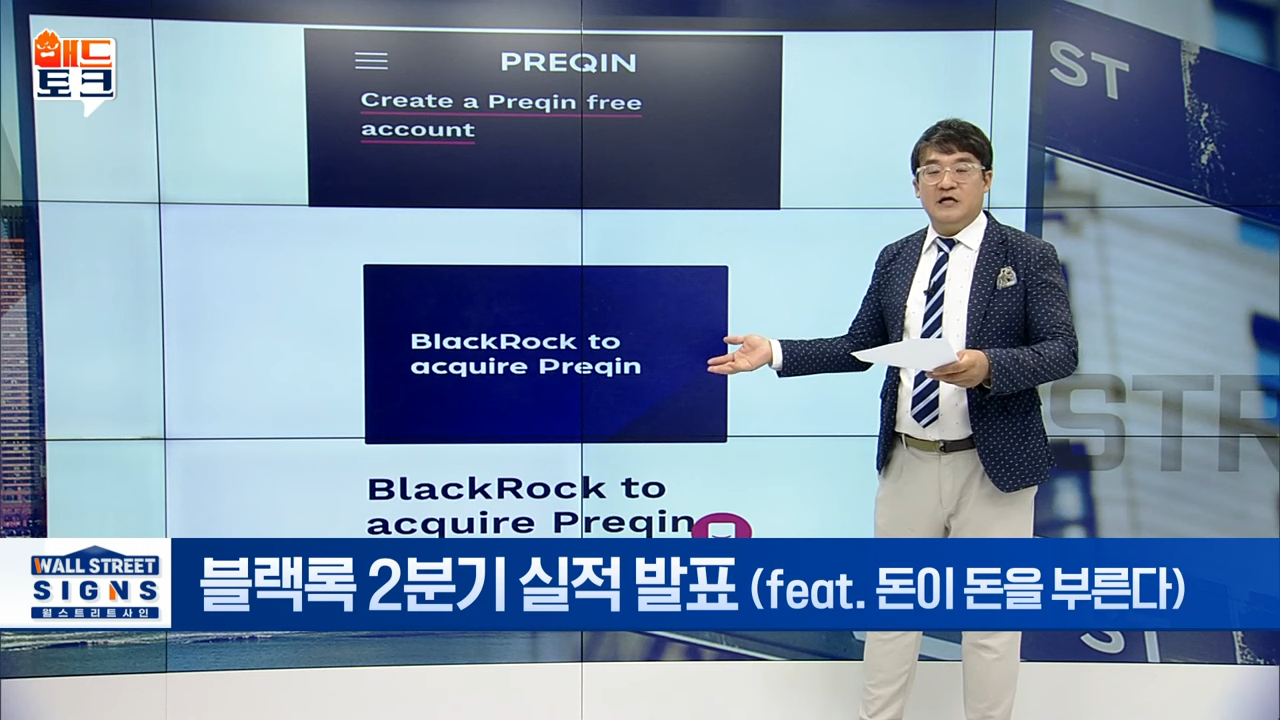 매드
토크
PREQIN
Create a Preqin free
account
ST
BlackRock to
acquire Preqin
STR
BlackRock to
acquire Preqin
WALL STREET
SIGNS
월스트리트사인
블랙록 2분기 실적 발표 (feat. 돈이 돈을 부른다)